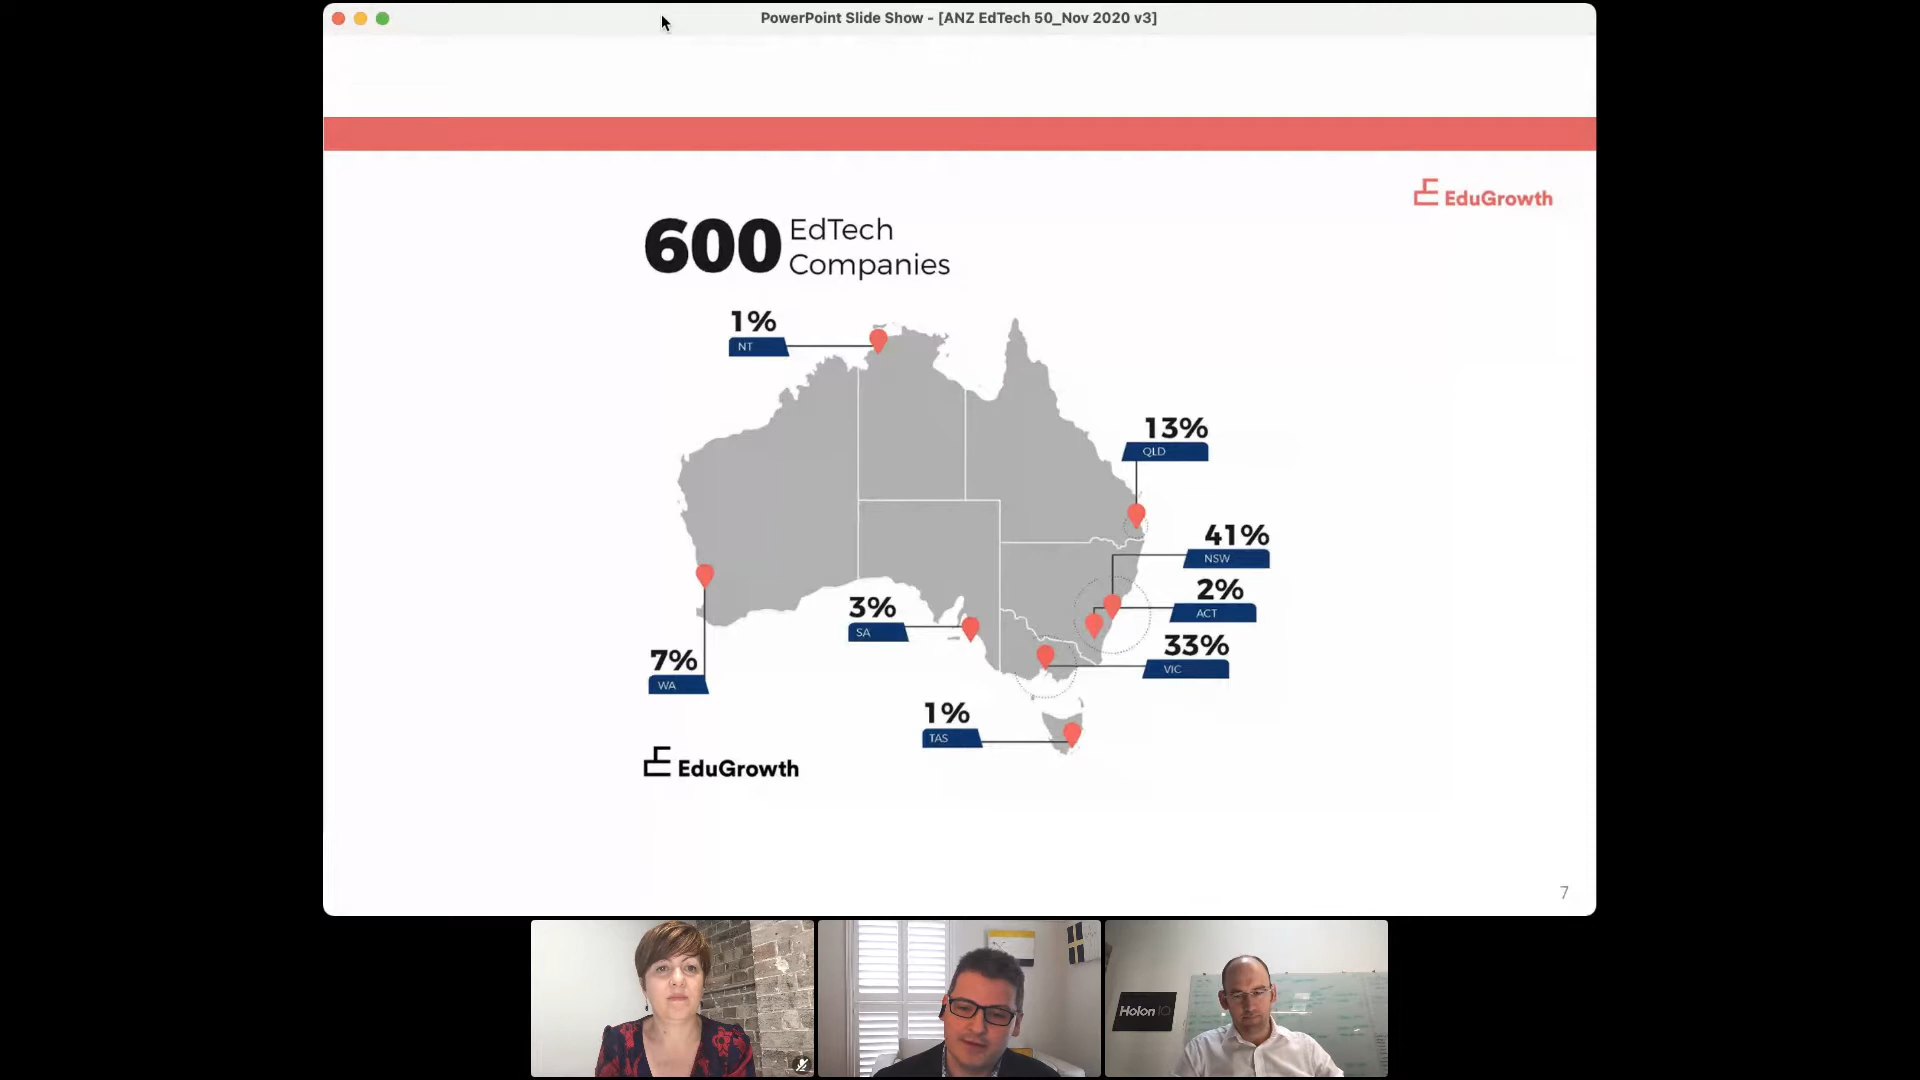 PowerPoint Slide Show - [ANZ EdTech 50_Nov 2020 v3]
EduGrowth
600 EdTech
Companies
1%
NT
13%
QLD
41%
NSW
2%
ACT
3%
SA
33%
VIC
7%
WA
1%
TAS
EduGrowth
7
Holon IQ